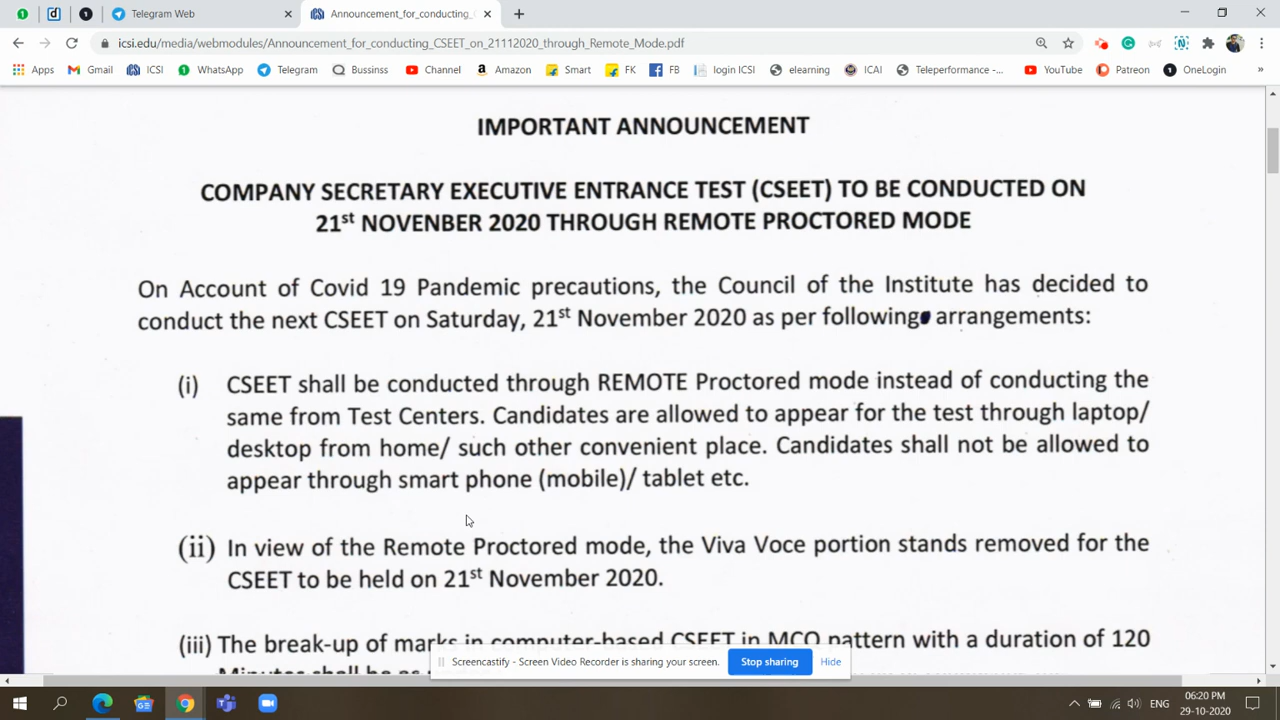 Telegram Web
Announcement_for_conducting_
icsi.edu/media/webmodules/Announcement_for_conducting_CSEET_on_21112020_through_Remote_Mode.pdf
Apps Gmail ICSI WhatsApp Telegram Bussinss Channel Amazon Smart FK FB login ICSI elearning ICAI Teleperformance -... YouTube Patreon OneLogin »
IMPORTANT ANNOUNCEMENT
COMPANY SECRETARY EXECUTIVE ENTRANCE TEST (CSEET) TO BE CONDUCTED ON
21st NOVENBER 2020 THROUGH REMOTE PROCTORED MODE
On Account of Covid 19 Pandemic precautions, the Council of the Institute has decided to
conduct the next CSEET on Saturday, 21st November 2020 as per following arrangements:
(i) CSEET shall be conducted through REMOTE Proctored mode instead of conducting the
same from Test Centers. Candidates are allowed to appear for the test through laptop/
desktop from home/ such other convenient place. Candidates shall not be allowed to
appear through smart phone (mobile)/ tablet etc.
(ii) In view of the Remote Proctored mode, the Viva Voce portion stands removed for the
CSEET to be held on 21st November 2020.
(iii) The break-up of marks in computer-based CSEET in MCQ pattern with a duration of 120
Screencastify - Screen Video Recorder is sharing your screen. Stop sharing Hide
ENG
06:20 PM
29-10-2020